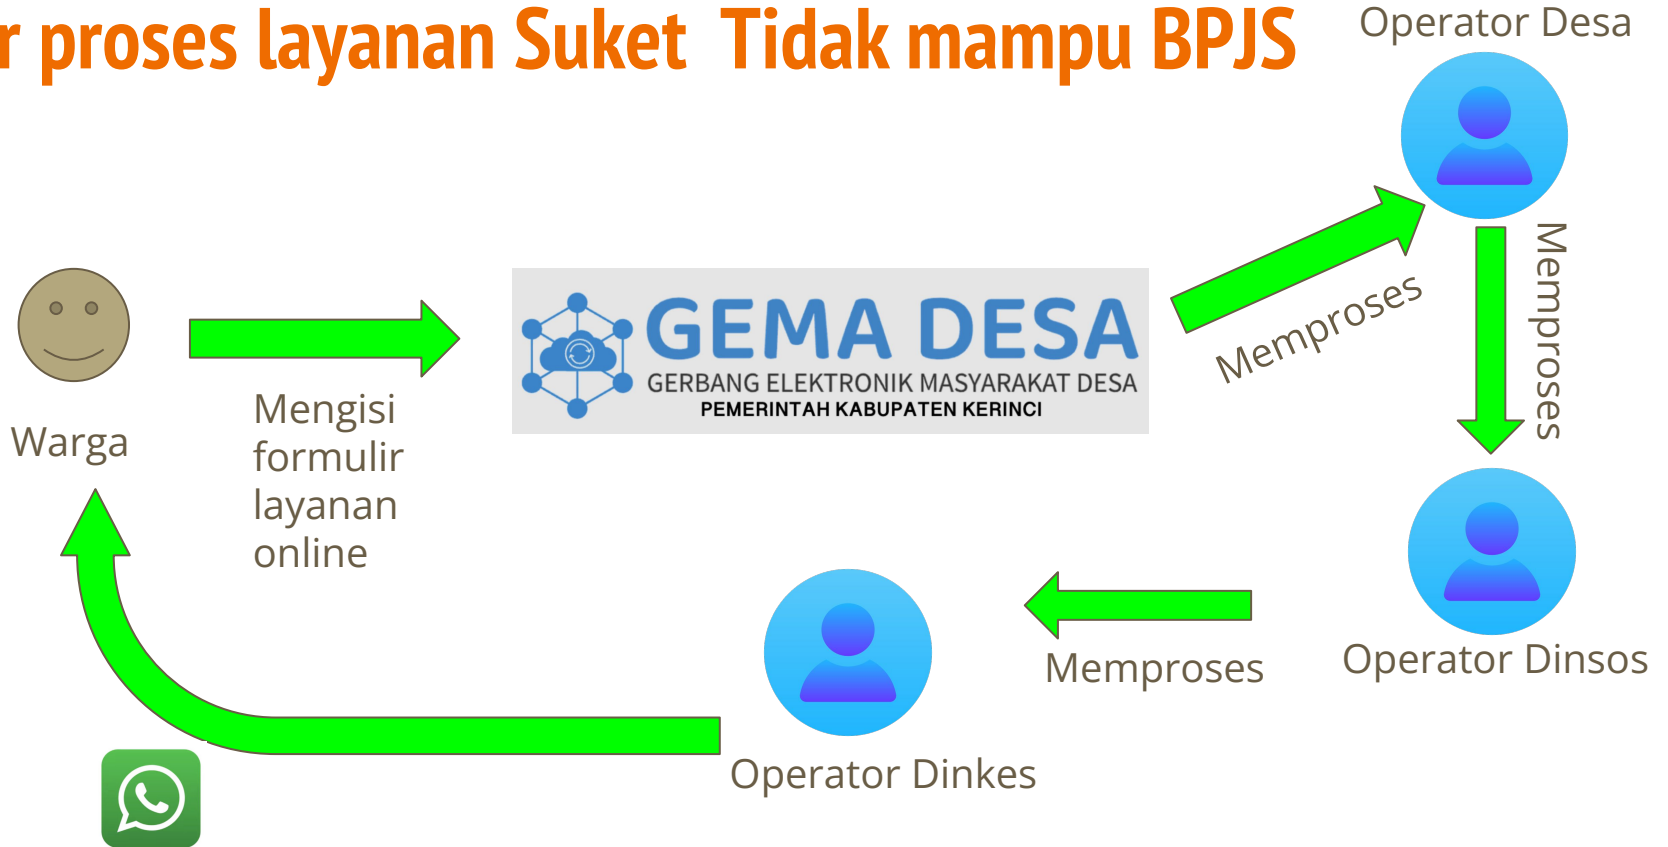 r proses layanan Suket Tidak mampu BPJS
Operator Desa
Memproses
Memproses
GEMA DESA
GERBANG ELEKTRONIK MASYARAKAT DESA
PEMERINTAH KABUPATEN KERINCI
Warga
Mengisi
formulir
layanan
online
Operator Dinsos
Memproses
Operator Dinkes